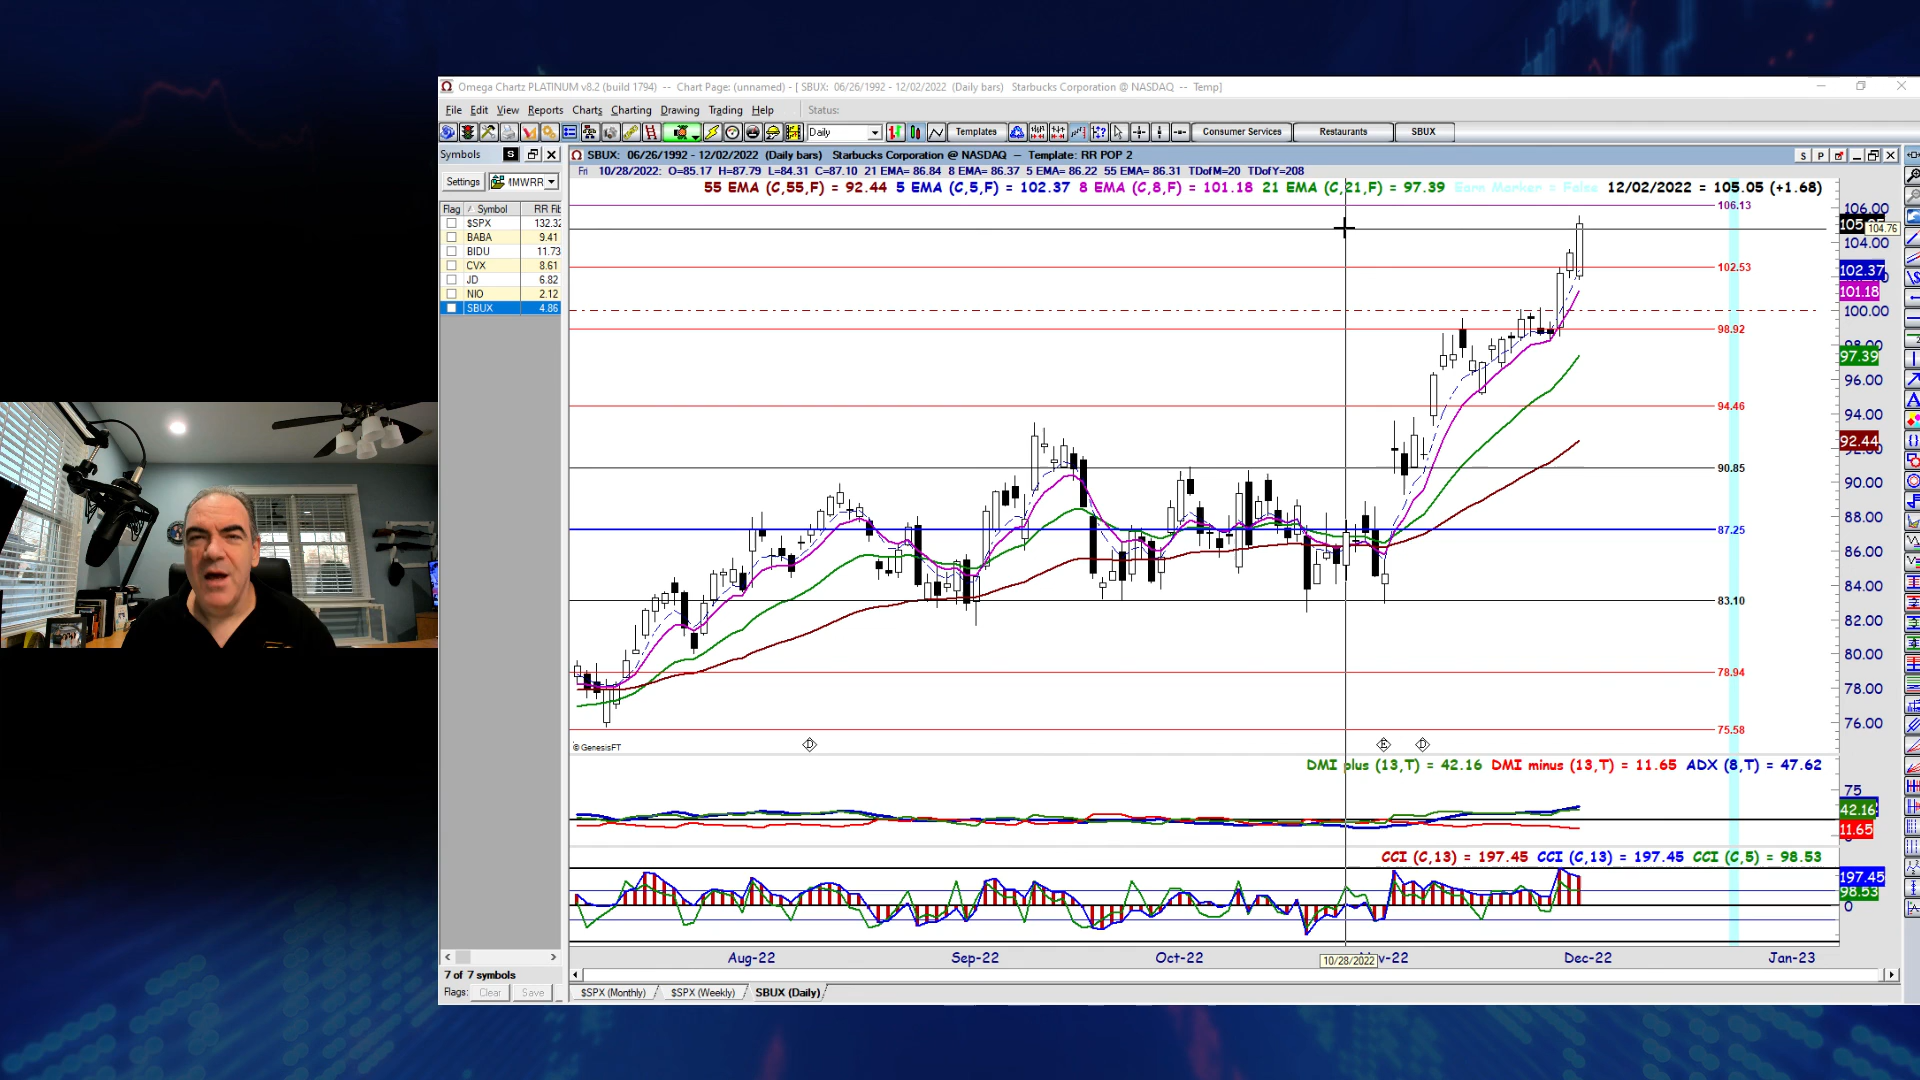 Omega Chartz PLATINUM v8.2 (build 1794) -- Chart Page: (unnamed) - [ SBUX: 06/26/1992 - 12/02/2022 (Daily bars) Starbucks Corporation @ NASDAQ -- Temp]
File Edit View Reports Charts Charting Drawing Trading Help Status:
Daily Templates Consumer Services Restaurants SBUX
Symbols S
SBUX: 06/26/1992 - 12/02/2022 (Daily bars) Starbucks Corporation @ NASDAQ -- Template: RR POP 2
S P
Fri 10/28/2022: O=85.17 H=87.79 L=84.31 C=87.10 21 EMA= 86.84 8 EMA= 86.37 5 EMA= 86.22 55 EMA= 86.31 TDofM=20 TDofY=208
Settings !MWRR
55 EMA (C,55,F) = 92.44 5 EMA (C,5,F) = 102.37 8 EMA (C,8,F) = 101.18 21 EMA (C,21,F) = 97.39 Earn Marker = False 12/02/2022 = 105.05 (+1.68)
Flag Symbol RR Fib
$SPX 132.32
BABA 9.41
BIDU 11.73
CVX 8.61
JD 6.82
NIO 2.12
SBUX 4.86
106.13
102.53
98.92
94.46
90.85
87.25
83.10
78.94
75.58
106.00
104.76
104.00
102.37
101.18
100.00
97.39
96.00
94.00
92.44
90.00
88.00
86.00
84.00
82.00
80.00
78.00
76.00
© GenesisFT
D E D
DMI plus (13,T) = 42.16 DMI minus (13,T) = 11.65 ADX (8,T) = 47.62
75
42.16
11.65
CCI (C,13) = 197.45 CCI (C,13) = 197.45 CCI (C,5) = 98.53
197.45
98.53
0
Aug-22 Sep-22 Oct-22 10/28/2022 Dec-22 Jan-23
7 of 7 symbols
Flags: Clear Save
$SPX (Monthly) $SPX (Weekly) SBUX (Daily)